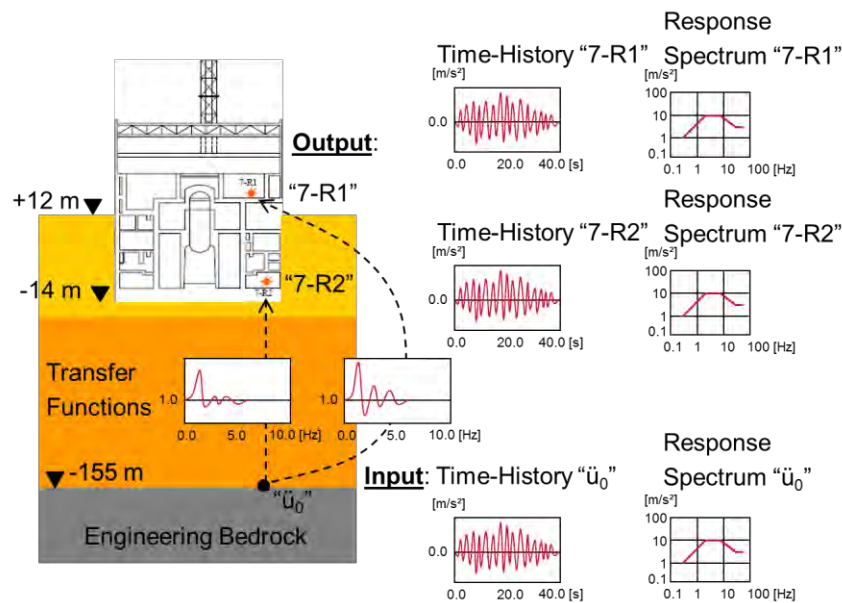 Response
Time-History “7-R1” Spectrum “7-R1”
[m/s²] [m/s²]
100
10
1
0.1
0.0
0.0 20.0 40.0 [s]
0.1 1 10 100 [Hz]
Output:
7-R1
“7-R1”
+12 m
Response
Time-History “7-R2” Spectrum “7-R2”
[m/s²] [m/s²]
100
10
1
0.1
0.0
0.0 20.0 40.0 [s]
0.1 1 10 100 [Hz]
“7-R2”
7-R2
-14 m
Transfer
Functions
1.0
0.0 5.0 10.0 [Hz]
1.0
0.0 5.0 10.0 [Hz]
-155 m
“ü₀”
Engineering Bedrock
Response
Input: Time-History “ü₀” Spectrum “ü₀”
[m/s²] [m/s²]
100
10
1
0.1
0.0
0.0 20.0 40.0 [s]
0.1 1 10 100 [Hz]